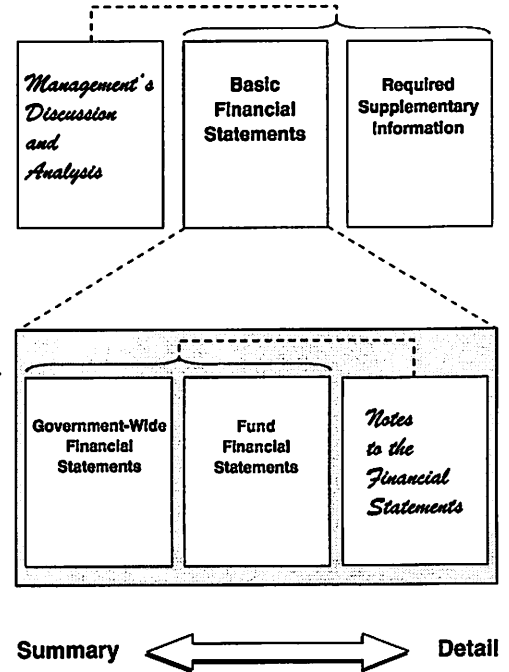 Management's
Discussion
and
Analysis
Basic
Financial
Statements
Required
Supplementary
Information
Government-Wide
Financial
Statements
Fund
Financial
Statements
Notes
to the
Financial
Statements
Summary
Detail